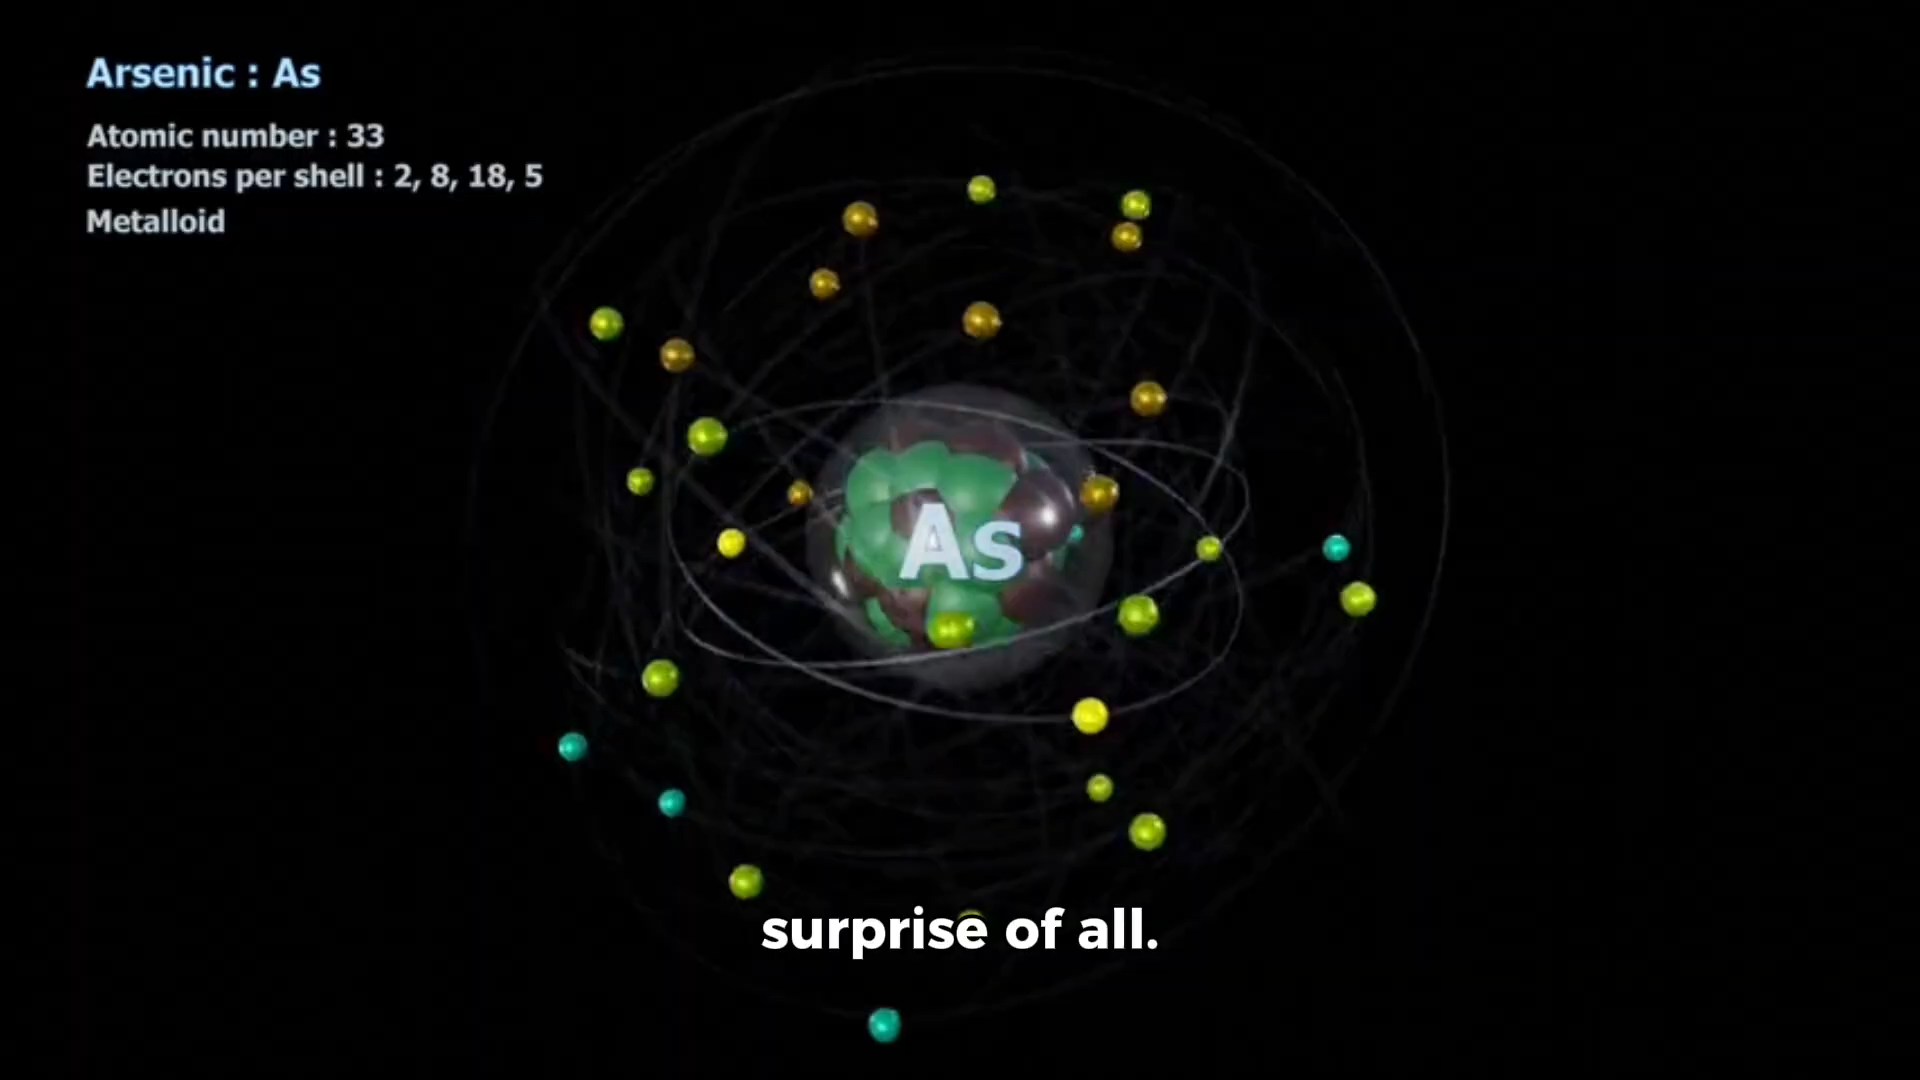 Arsenic : As
Atomic number : 33
Electrons per shell : 2, 8, 18, 5
Metalloid
As
surprise of all.